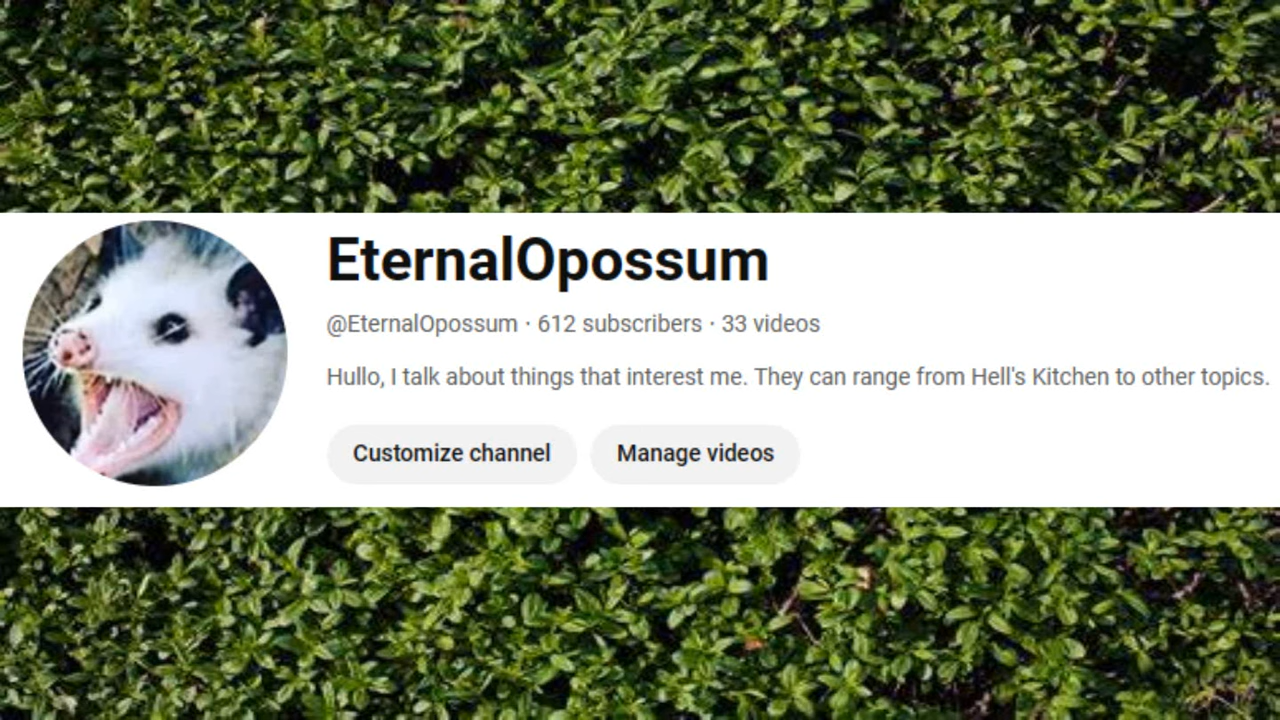 EternalOpossum
@EternalOpossum · 612 subscribers · 33 videos
Hullo, I talk about things that interest me. They can range from Hell's Kitchen to other topics.
Customize channel Manage videos